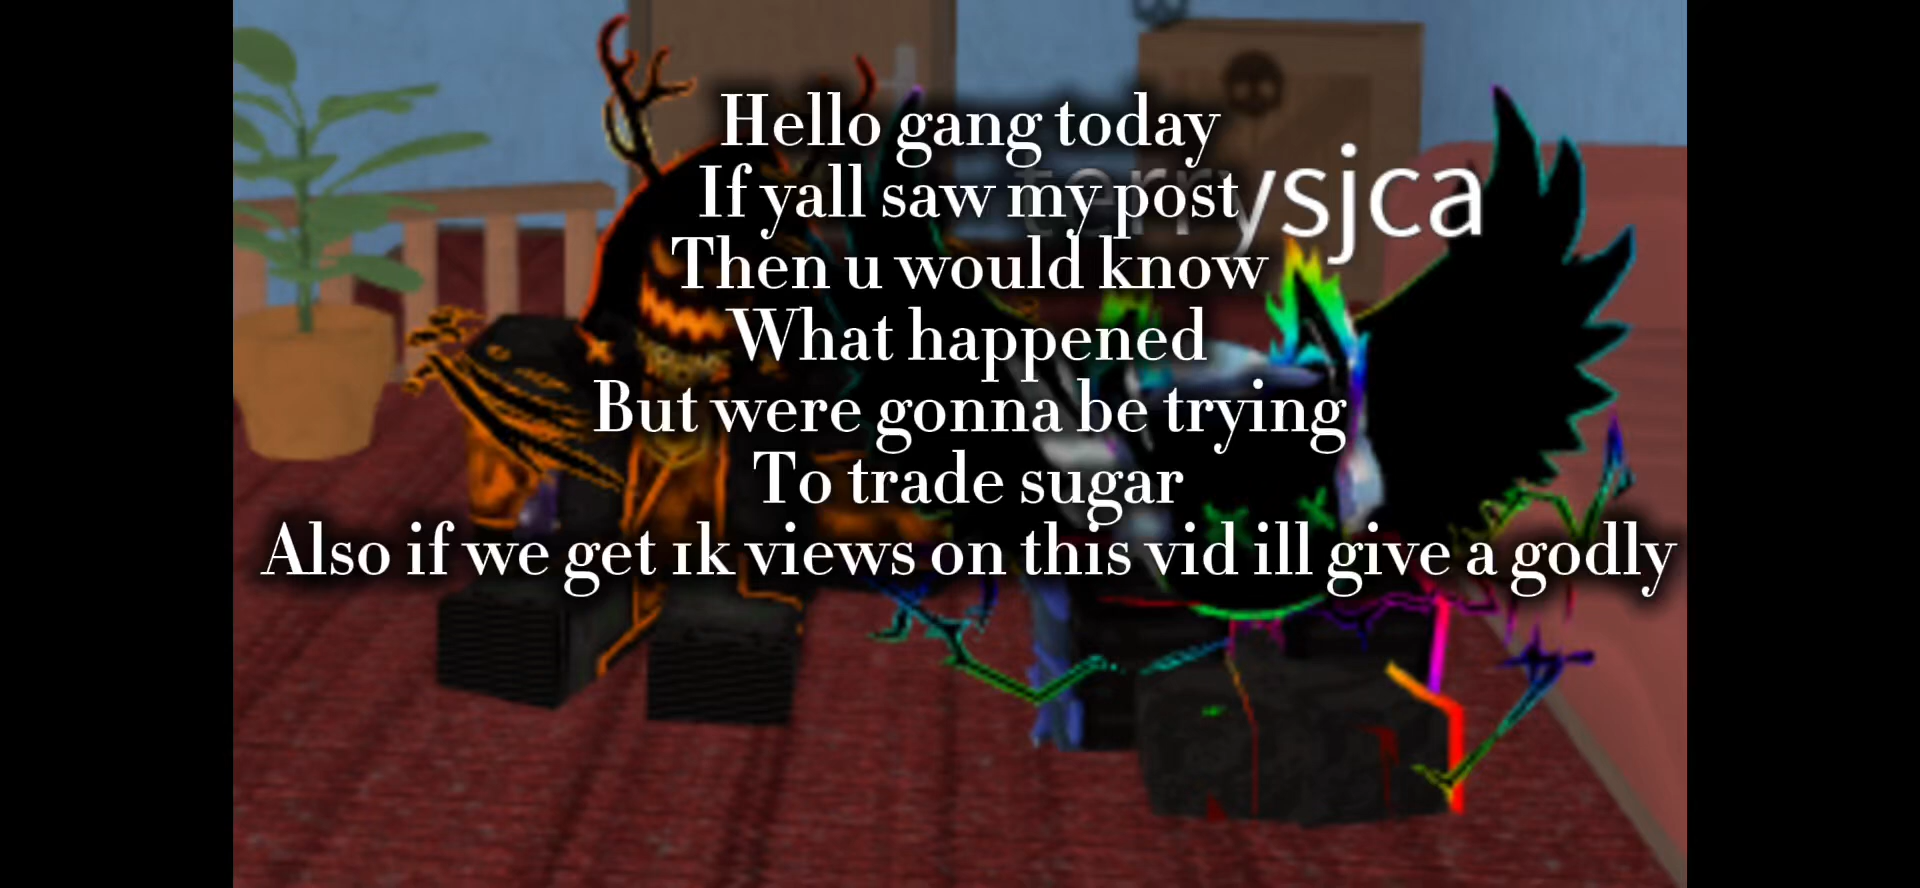 Hello gang today
If yall saw my post
terrysjca
Then u would know
What happened
But were gonna be trying
To trade sugar
Also if we get 1k views on this vid ill give a godly